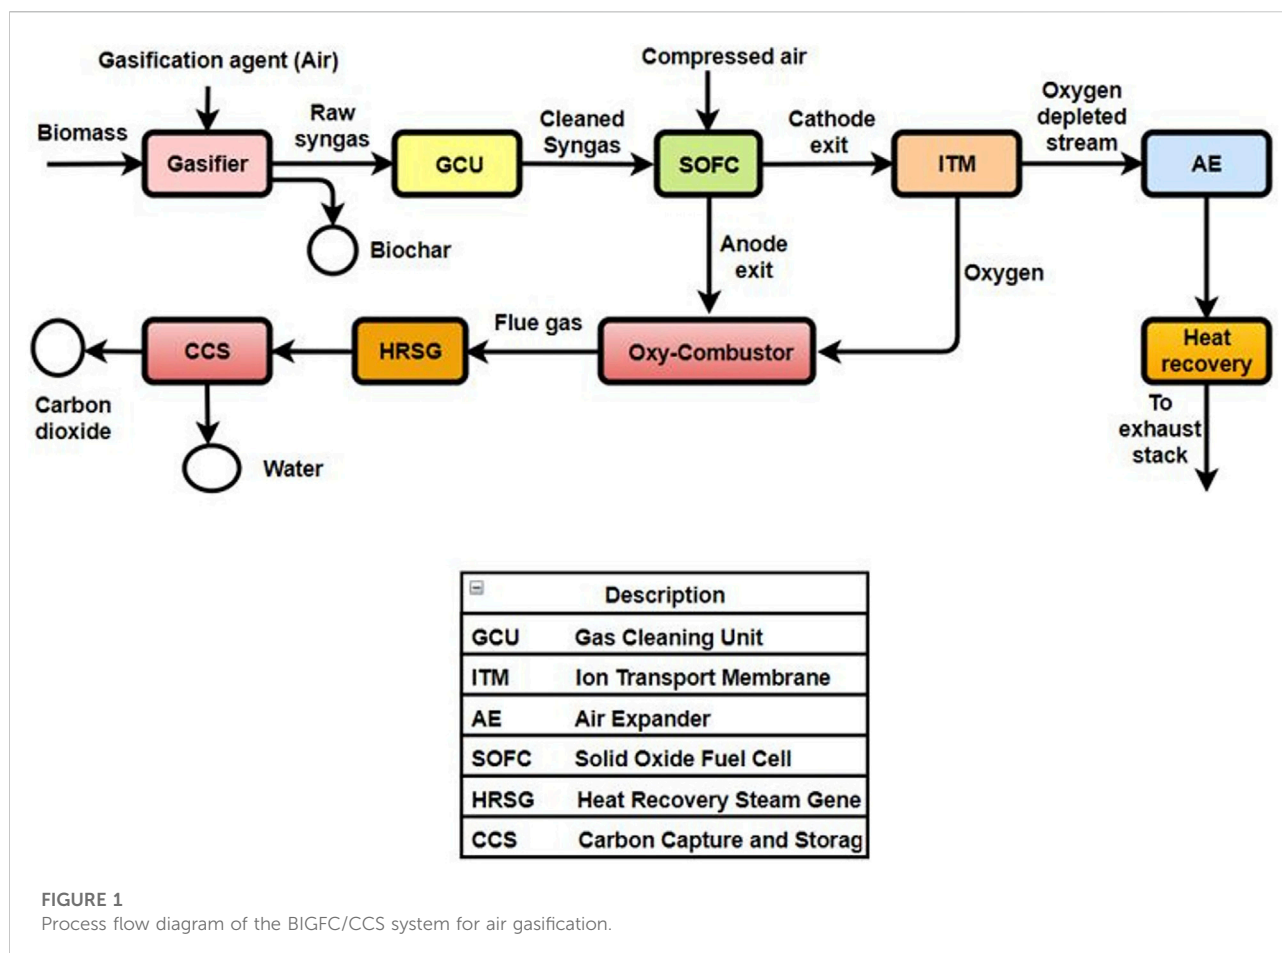 Gasification agent (Air)
Compressed air
Biomass
Raw
syngas
Cleaned
Syngas
Cathode
exit
Oxygen
depleted
stream
Gasifier
GCU
SOFC
ITM
AE
Biochar
Anode
exit
Oxygen
Flue gas
CCS
HRSG
Oxy-Combustor
Heat
recovery
Carbon
dioxide
Water
To
exhaust
stack
Description
GCU Gas Cleaning Unit
ITM Ion Transport Membrane
AE Air Expander
SOFC Solid Oxide Fuel Cell
HRSG Heat Recovery Steam Gene
CCS Carbon Capture and Storag
FIGURE 1
Process flow diagram of the BIGFC/CCS system for air gasification.